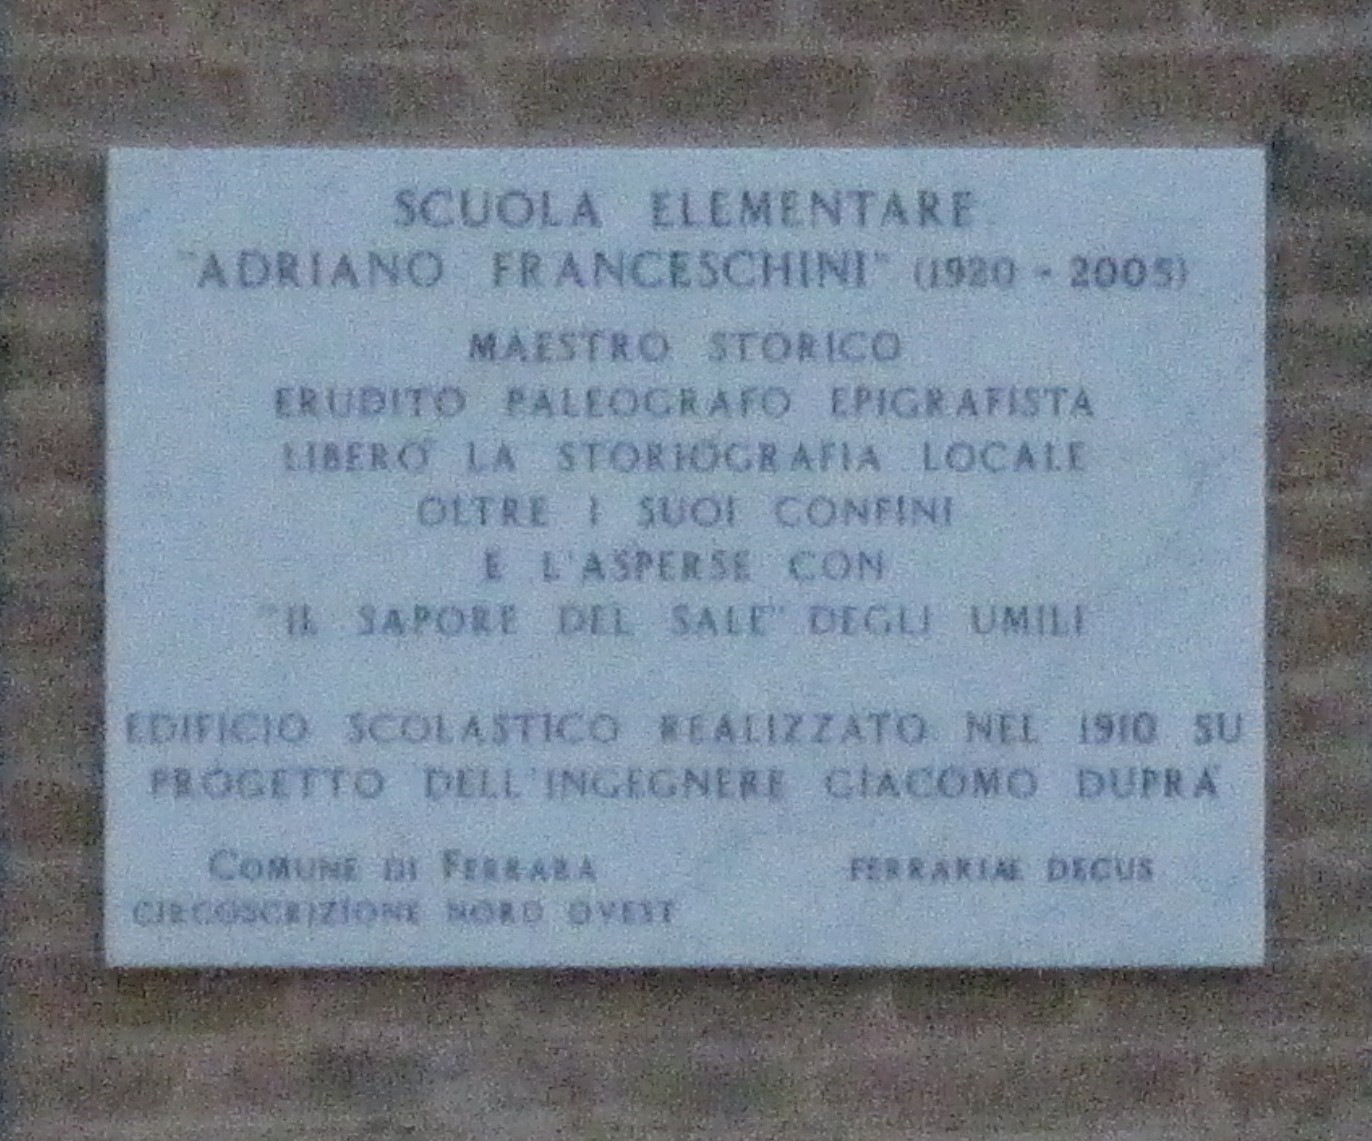 SCUOLA ELEMENTARE
"ADRIANO FRANCESCHINI" (1920 - 2005)
MAESTRO STORICO
ERUDITO PALEOGRAFO EPIGRAFISTA
LIBERO' LA STORIOGRAFIA LOCALE
OLTRE I SUOI CONFINI
E L'ASPERSE CON
"IL SAPORE DEL SALE" DEGLI UMILI
EDIFICIO SCOLASTICO REALIZZATO NEL 1910 SU
PROGETTO DELL'INGEGNERE GIACOMO DUPRA'
COMUNE DI FERRARA
CIRCOSCRIZIONE NORD OVEST
FERRARIAE DECUS